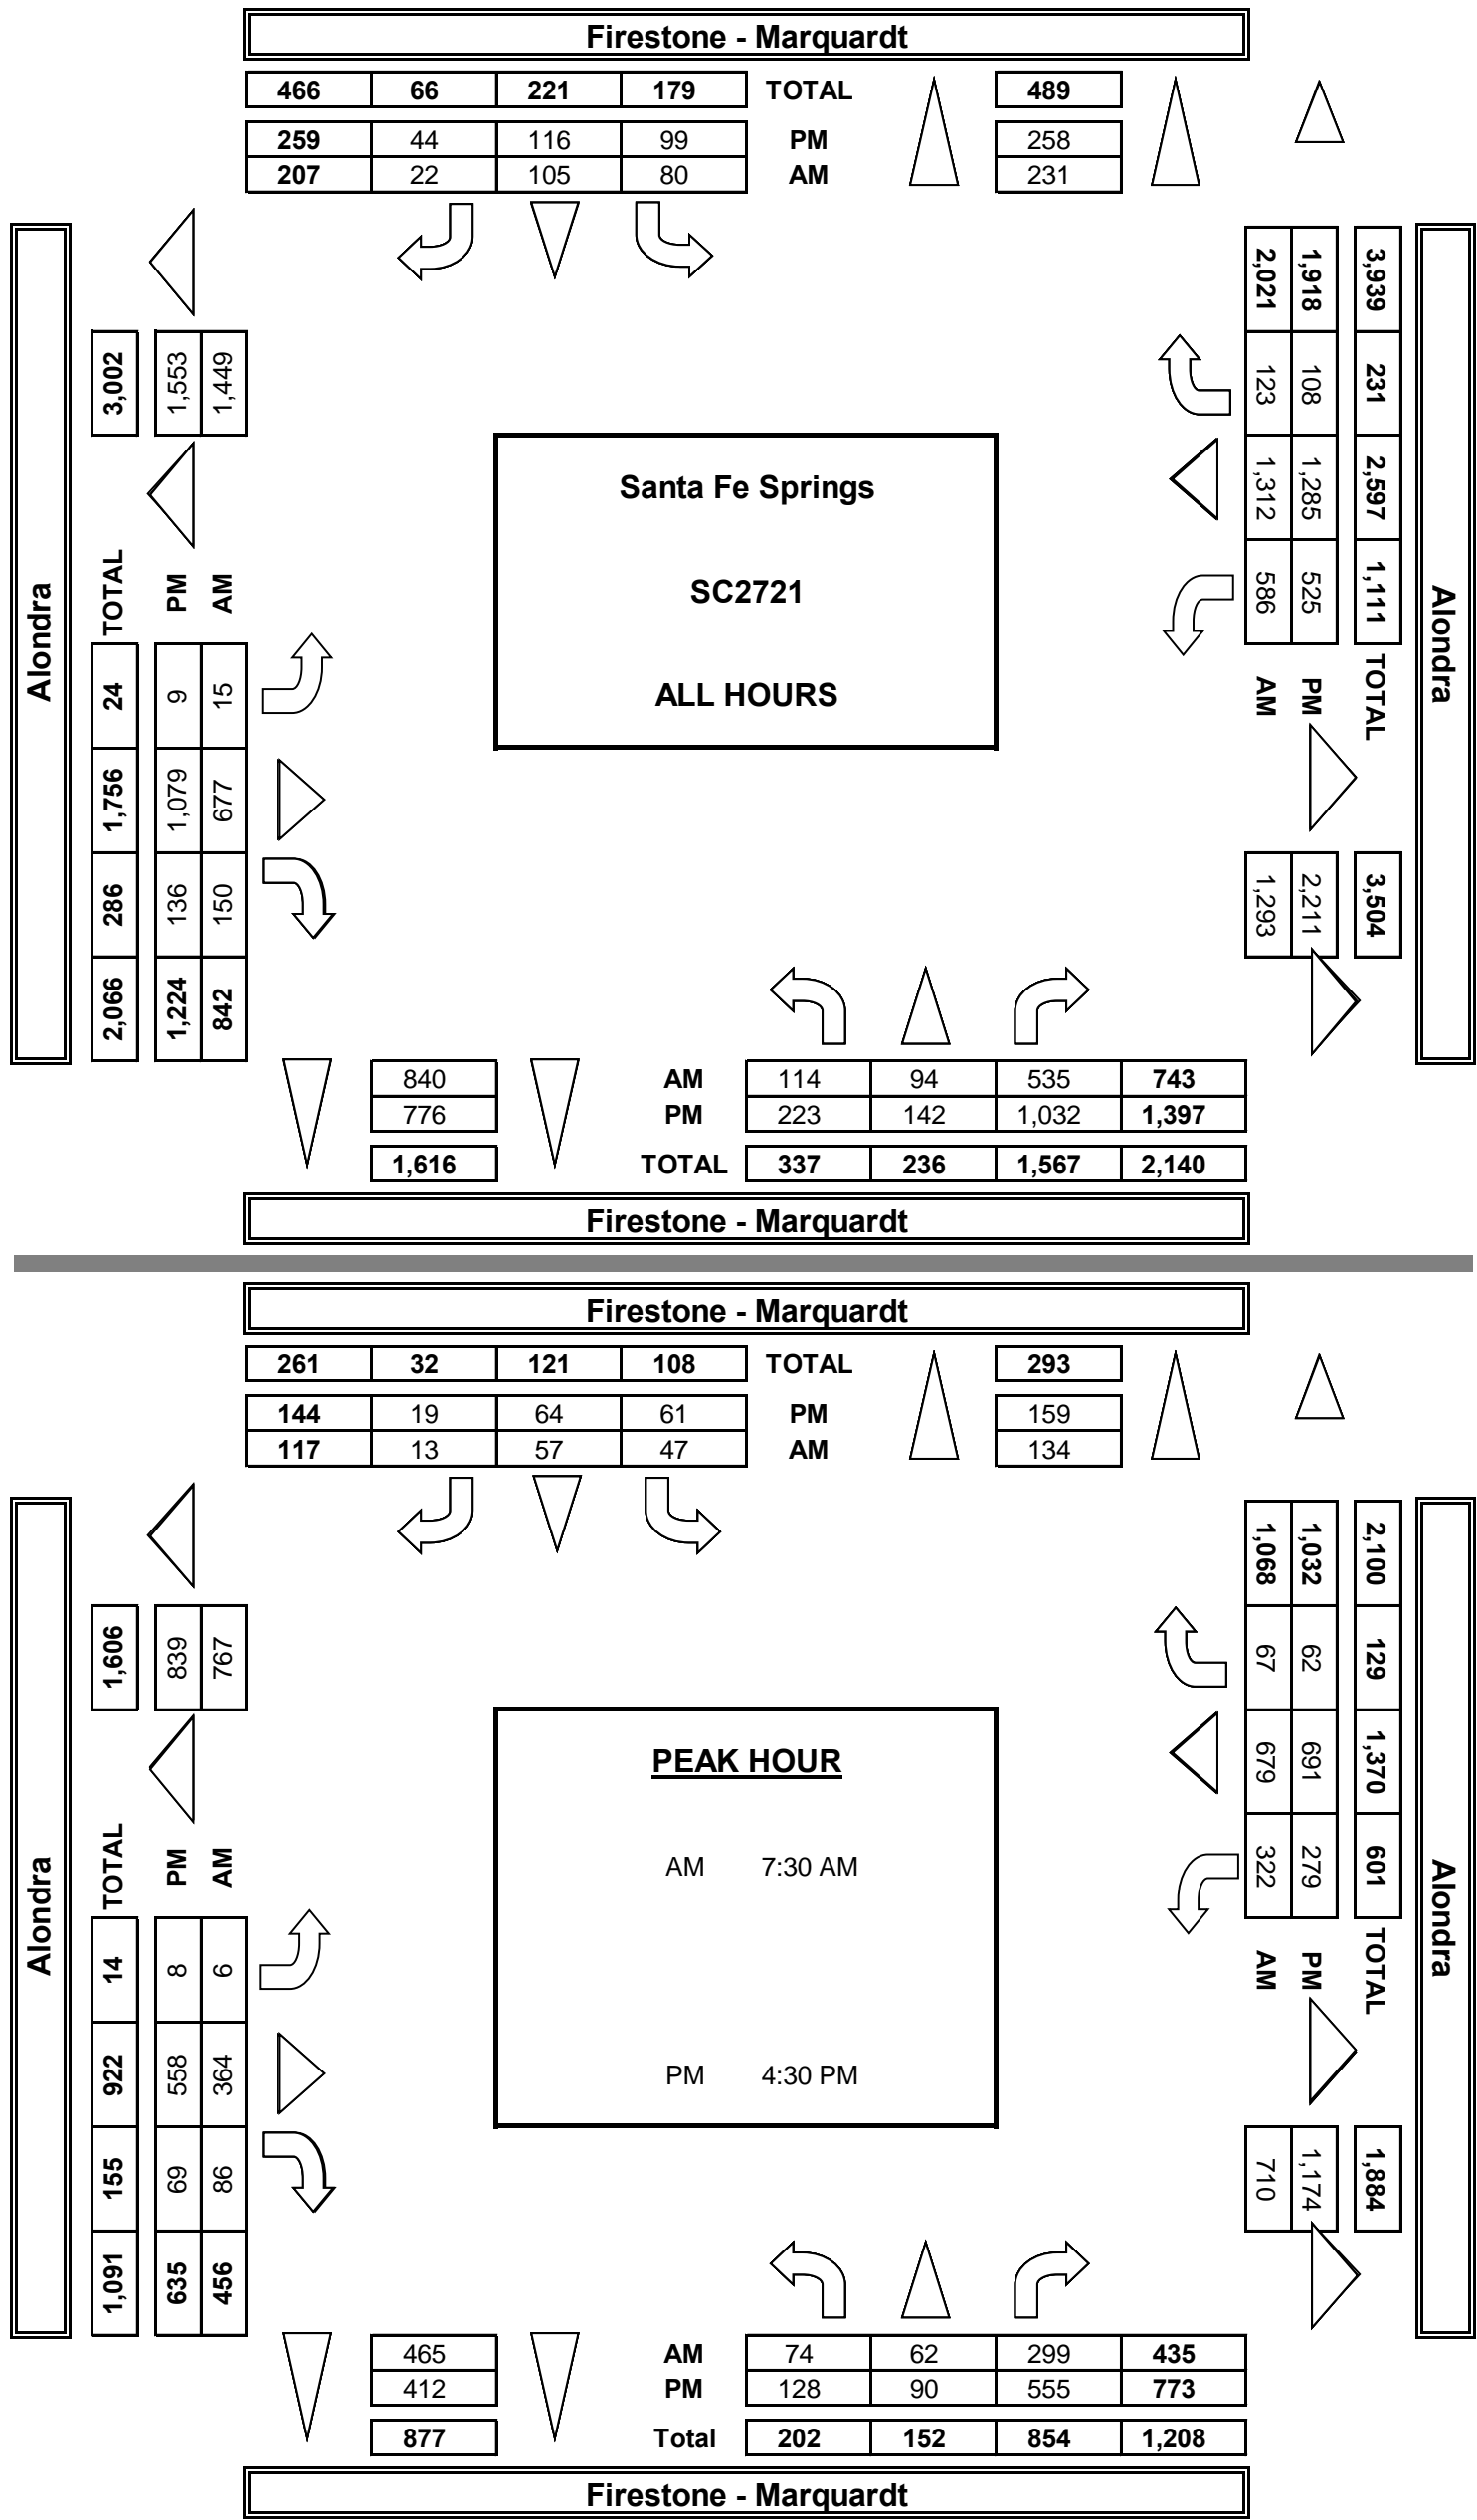 Firestone - Marquardt
466 66 221 179 TOTAL 489
259 44 116 99 PM 258
207 22 105 80 AM 231
Alondra
3,002
1,553
1,449
TOTAL
PM
AM
24 1,756 286 2,066
9 1,079 136 1,224
15 677 150 842
Santa Fe Springs
SC2721
ALL HOURS
3,939 231 2,597 1,111 TOTAL 3,504
1,918 108 1,285 525 PM 2,211
2,021 123 1,312 586 AM 1,293
Alondra
840 AM 114 94 535 743
776 PM 223 142 1,032 1,397
1,616 TOTAL 337 236 1,567 2,140
Firestone - Marquardt
Firestone - Marquardt
261 32 121 108 TOTAL 293
144 19 64 61 PM 159
117 13 57 47 AM 134
Alondra
1,606
839
767
TOTAL
PM
AM
14 922 155 1,091
8 558 69 635
6 364 86 456
PEAK HOUR
AM 7:30 AM
PM 4:30 PM
2,100 129 1,370 601 TOTAL 1,884
1,032 62 691 279 PM 1,174
1,068 67 679 322 AM 710
Alondra
465 AM 74 62 299 435
412 PM 128 90 555 773
877 Total 202 152 854 1,208
Firestone - Marquardt